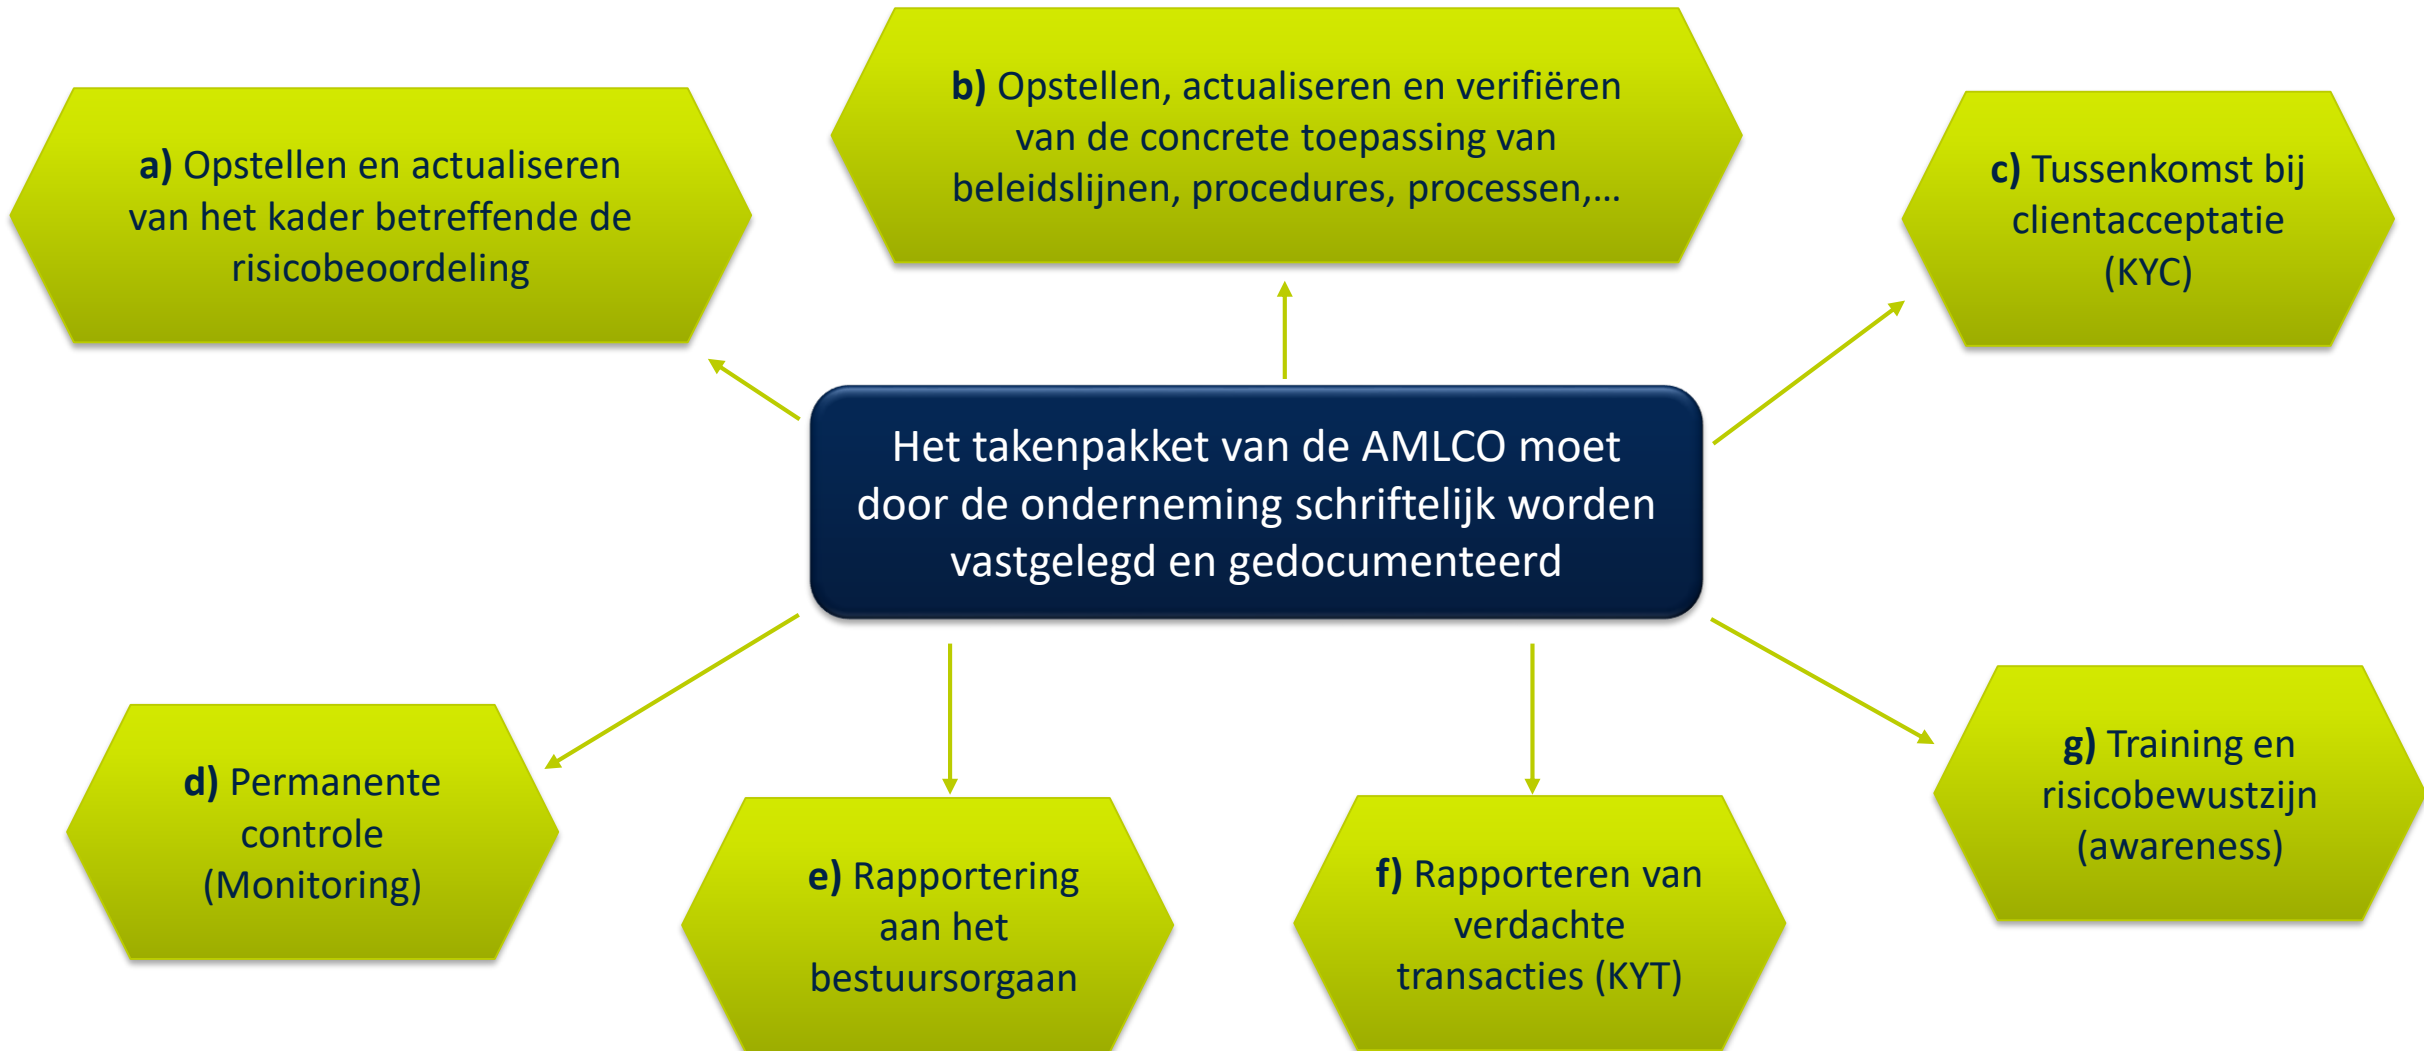 a) Opstellen en actualiseren
van het kader betreffende de
risicobeoordeling
b) Opstellen, actualiseren en verifiëren
van de concrete toepassing van
beleidslijnen, procedures, processen,...
c) Tussenkomst bij
clientacceptatie
(KYC)
Het takenpakket van de AMLCO moet
door de onderneming schriftelijk worden
vastgelegd en gedocumenteerd
d) Permanente
controle
(Monitoring)
e) Rapportering
aan het
bestuursorgaan
f) Rapporteren van
verdachte
transacties (KYT)
g) Training en
risicobewustzijn
(awareness)